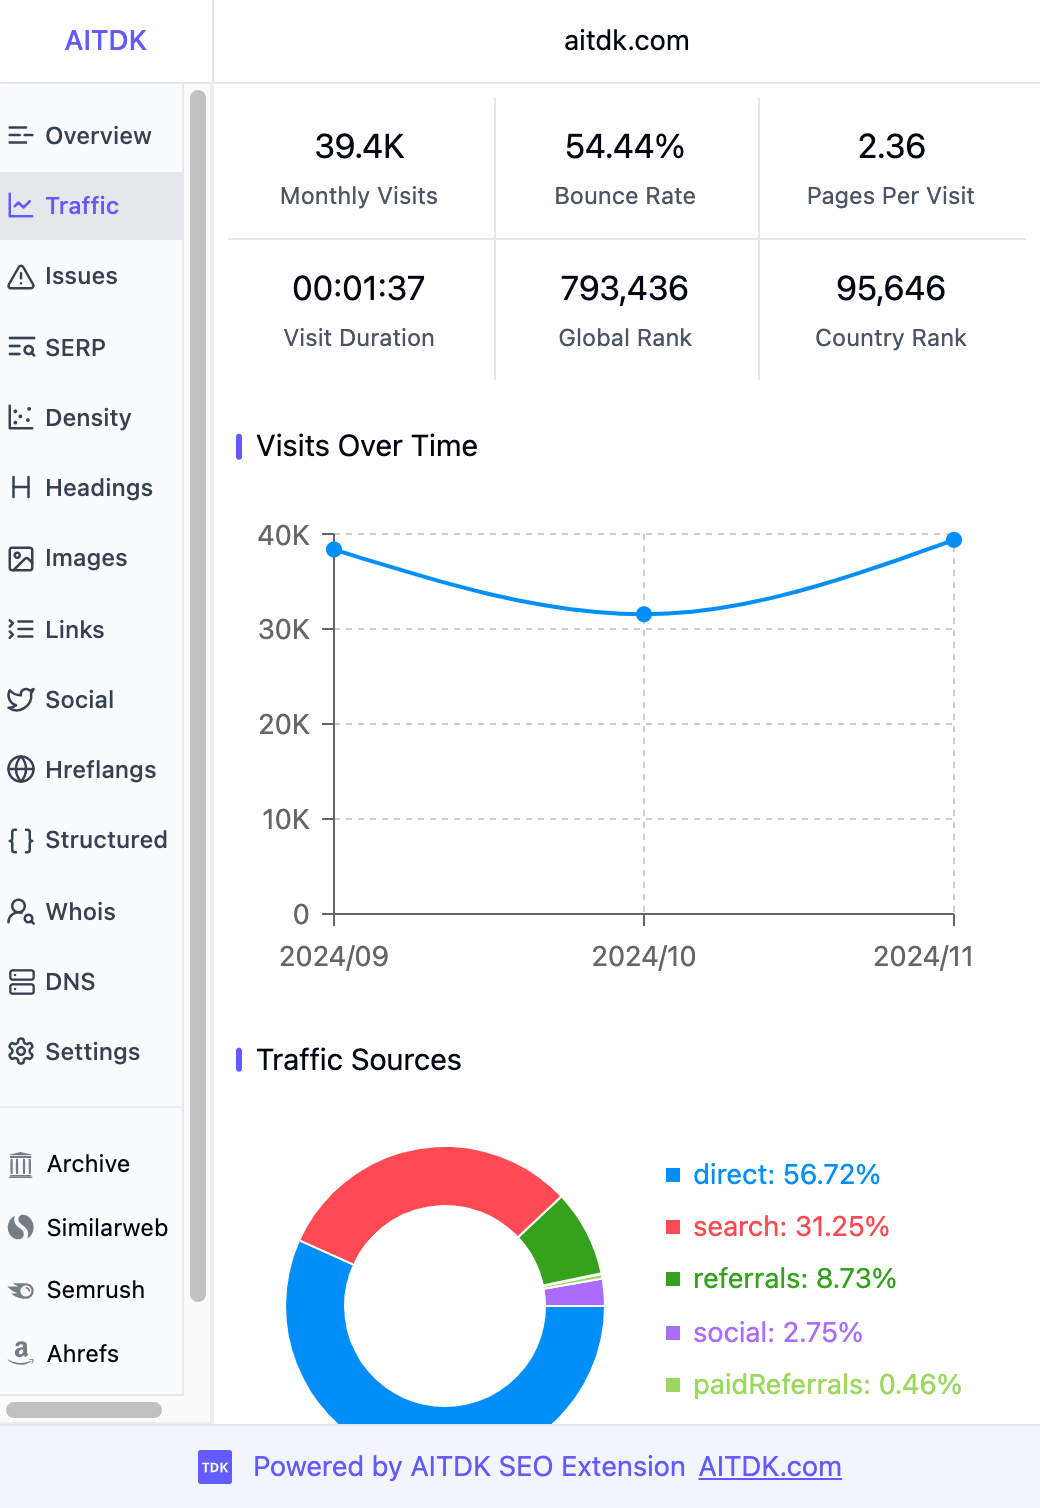 AITDK
aitdk.com
Overview
Traffic
Issues
SERP
Density
Headings
Images
Links
Social
Hreflangs
Structured
Whois
DNS
Settings
Archive
Similarweb
Semrush
Ahrefs
39.4K
Monthly Visits
54.44%
Bounce Rate
2.36
Pages Per Visit
00:01:37
Visit Duration
793,436
Global Rank
95,646
Country Rank
Visits Over Time
40K
30K
20K
10K
0
2024/09 2024/10 2024/11
Traffic Sources
direct: 56.72%
search: 31.25%
referrals: 8.73%
social: 2.75%
paidReferrals: 0.46%
TDK Powered by AITDK SEO Extension AITDK.com